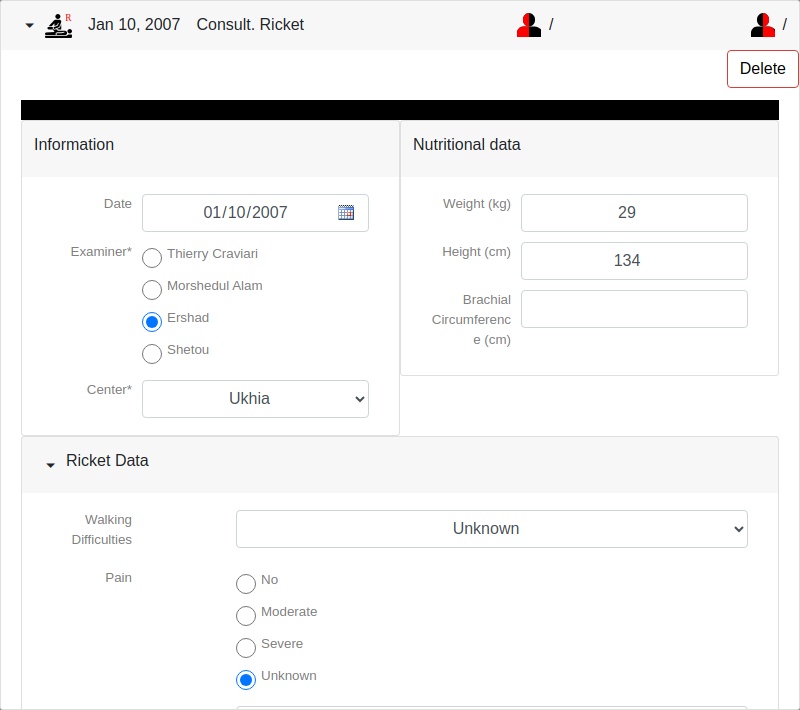 R Jan 10, 2007 Consult. Ricket / /
Delete
Information
Date 01/10/2007
Examiner* Thierry Craviari
Morshedul Alam
Ershad
Shetou
Center* Ukhia
Nutritional data
Weight (kg) 29
Height (cm) 134
Brachial
Circumferenc
e (cm)
Ricket Data
Walking
Difficulties
Unknown
Pain No
Moderate
Severe
Unknown